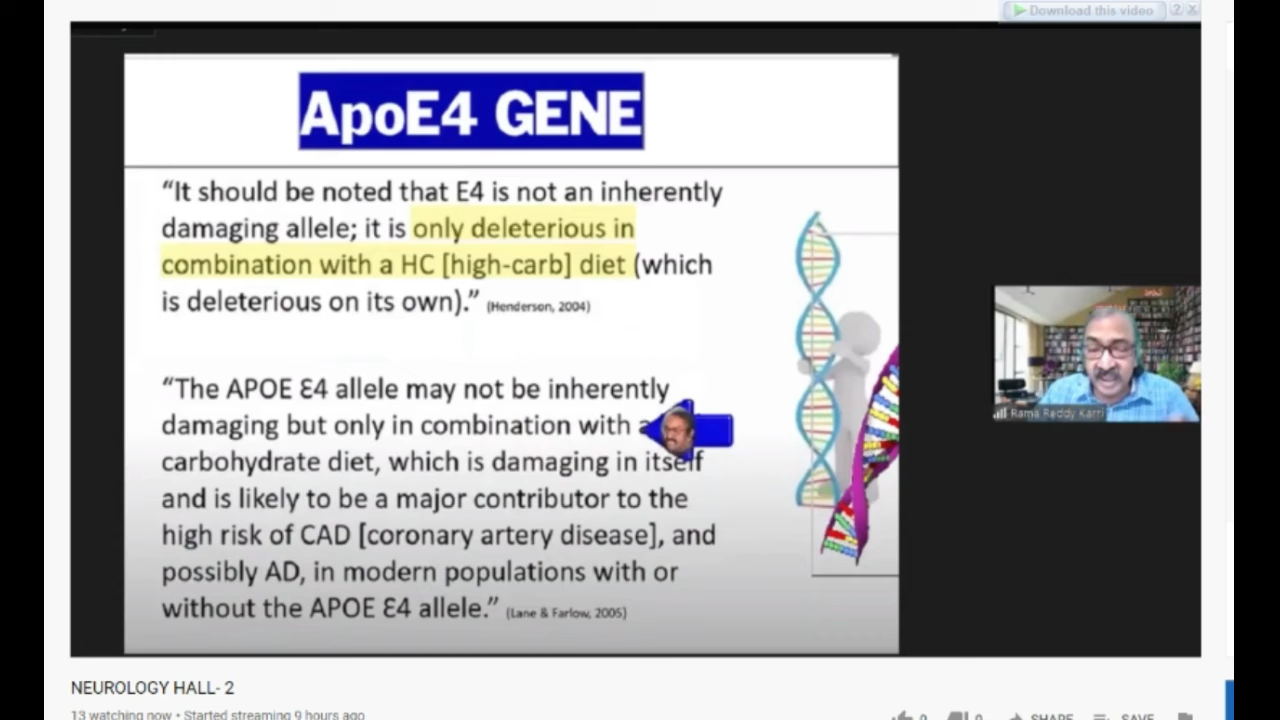 Download this video
ApoE4 GENE
“It should be noted that E4 is not an inherently
damaging allele; it is only deleterious in
combination with a HC [high-carb] diet (which
is deleterious on its own).” (Henderson, 2004)
“The APOE Ɛ4 allele may not be inherently
damaging but only in combination with a
carbohydrate diet, which is damaging in itself
and is likely to be a major contributor to the
high risk of CAD [coronary artery disease], and
possibly AD, in modern populations with or
without the APOE Ɛ4 allele.” (Lane & Farlow, 2005)
Rama Reddy Karri
NEUROLOGY HALL- 2
13 watching now • Started streaming 9 hours ago
0 0 SHARE SAVE